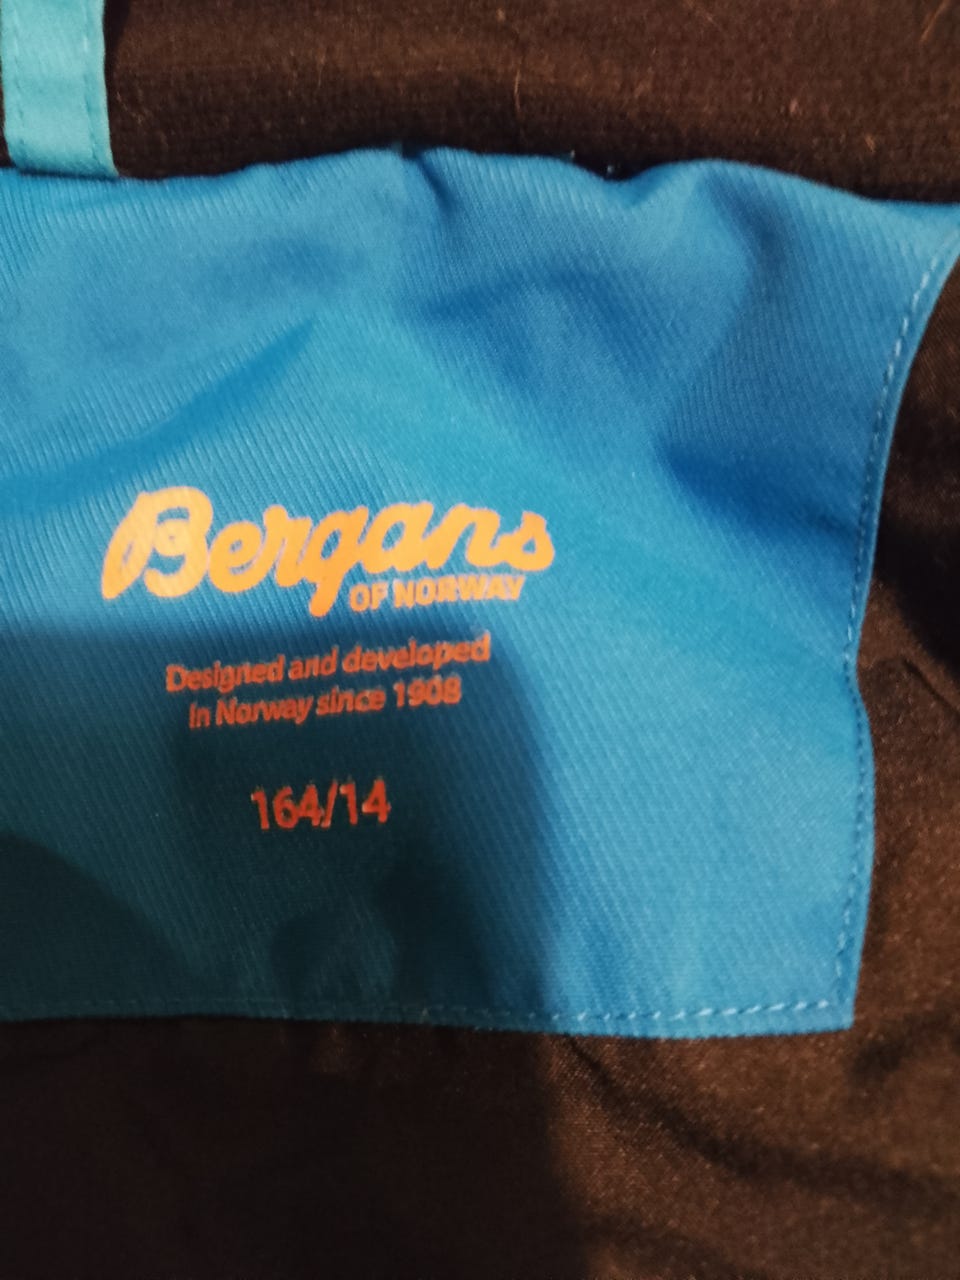 Bergans
OF NORWAY
Designed and developed
in Norway since 1908
164/14